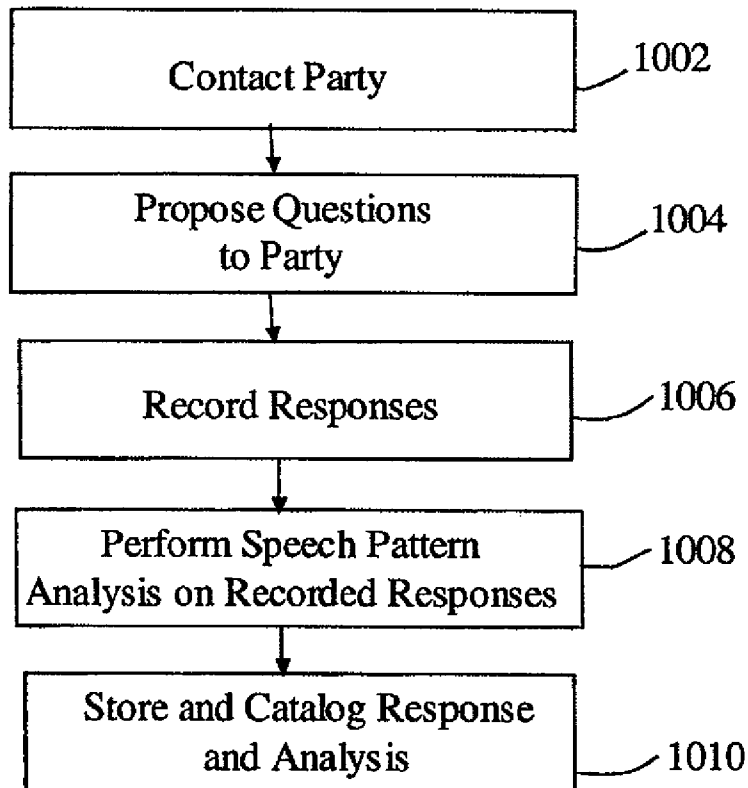 Contact Party
1002
Propose Questions
to Party
1004
Record Responses
1006
Perform Speech Pattern
Analysis on Recorded Responses
1008
Store and Catalog Response
and Analysis
1010